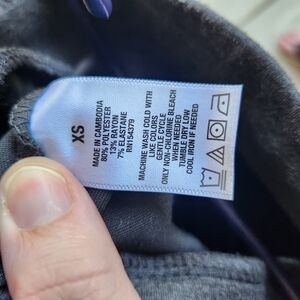 XS
MADE IN CAMBODIA
80% POLYESTER
13% RAYON
7% ELASTANE
RN154379
MACHINE WASH COLD WITH
LIKE COLORS
GENTLE CYCLE
ONLY NON-CHLORINE BLEACH
WHEN NEEDED
TUMBLE DRY LOW
COOL IRON IF NEEDED